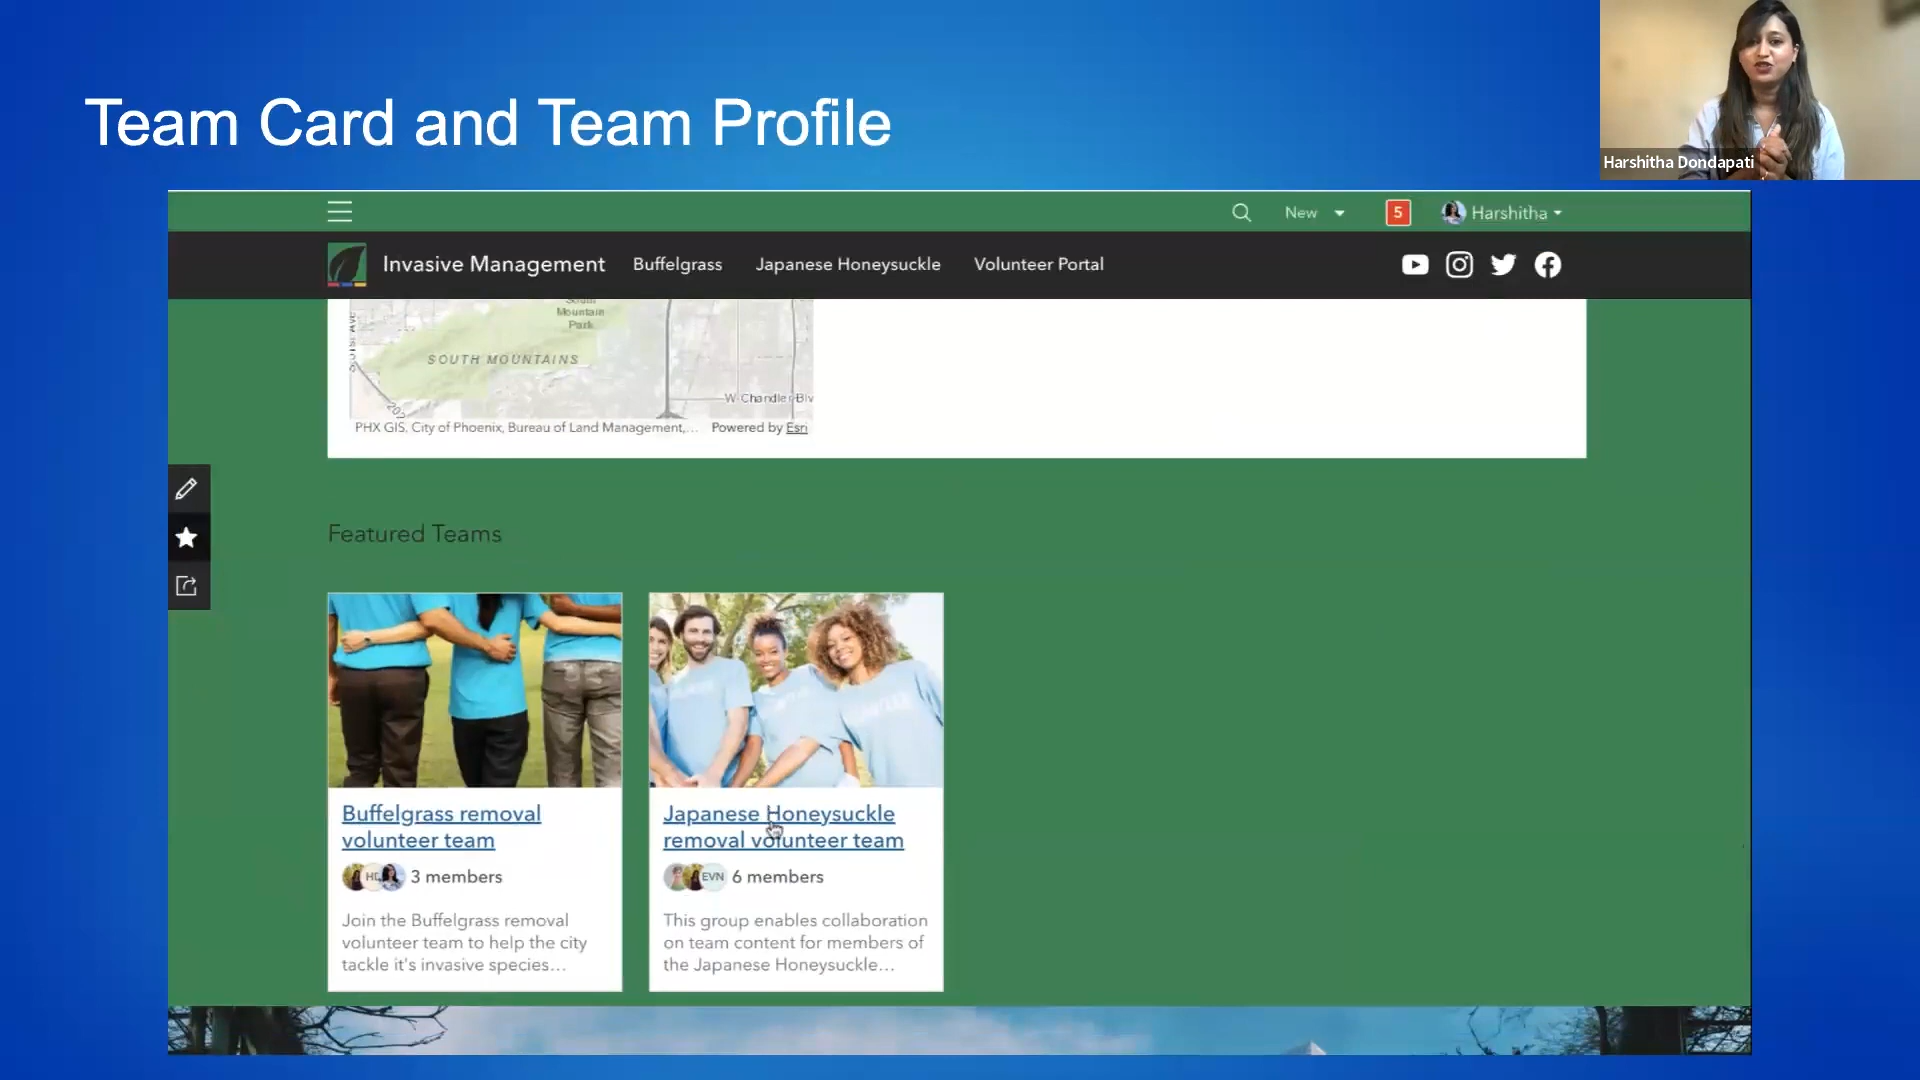 Team Card and Team Profile
Harshitha Dondapati
New
5
Harshitha
Invasive Management
Buffelgrass
Japanese Honeysuckle
Volunteer Portal
South
Mountain
Park
SOUTH MOUNTAINS
202
W Chandler Blv
PHX GIS, City of Phoenix, Bureau of Land Management,...
Powered by Esri
Featured Teams
Buffelgrass removal
volunteer team
HD
3 members
Join the Buffelgrass removal
volunteer team to help the city
tackle it's invasive species...
Japanese Honeysuckle
removal volunteer team
EVN
6 members
This group enables collaboration
on team content for members of
the Japanese Honeysuckle...